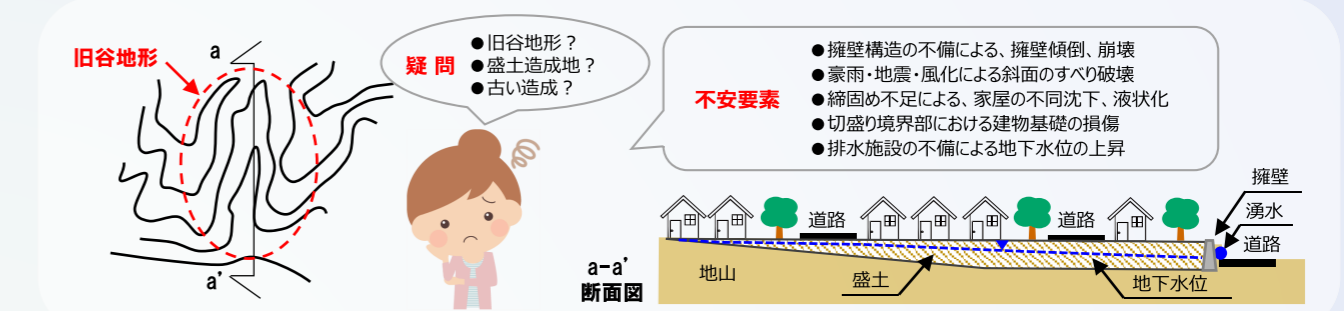 旧谷地形
a
a'
疑問
●旧谷地形？
●盛土造成地？
●古い造成？
不安要素
●擁壁構造の不備による、擁壁傾倒、崩壊
●豪雨・地震・風化による斜面のすべり破壊
●締固め不足による、家屋の不同沈下、液状化
●切盛り境界部における建物基礎の損傷
●排水施設の不備による地下水位の上昇
a-a'
断面図
道路
道路
擁壁
湧水
道路
地山
盛土
地下水位